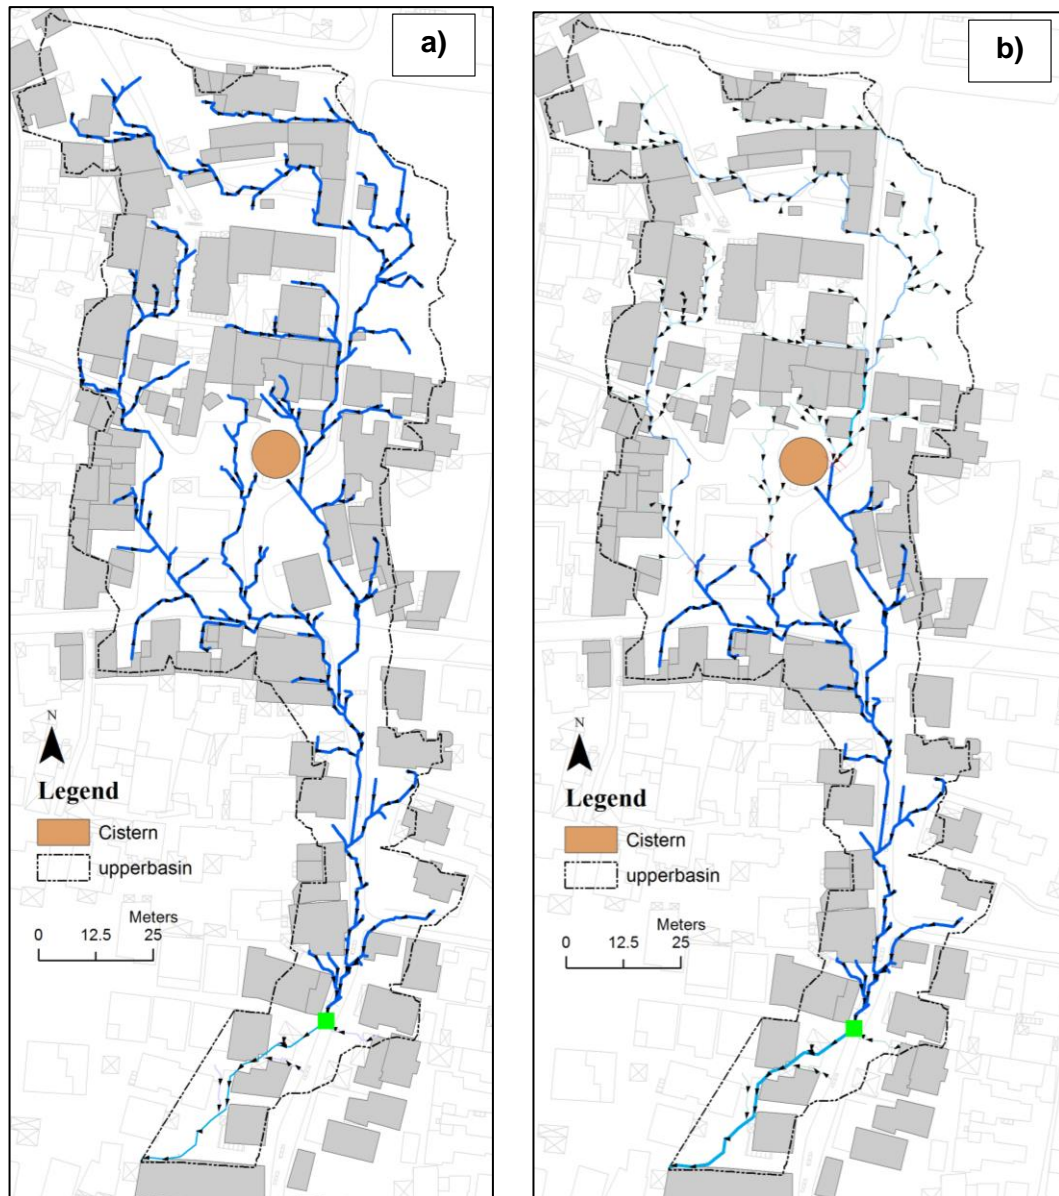 a)
N
Legend
Cistern
upperbasin
Meters
0 12.5 25
b)
N
Legend
Cistern
upperbasin
Meters
0 12.5 25